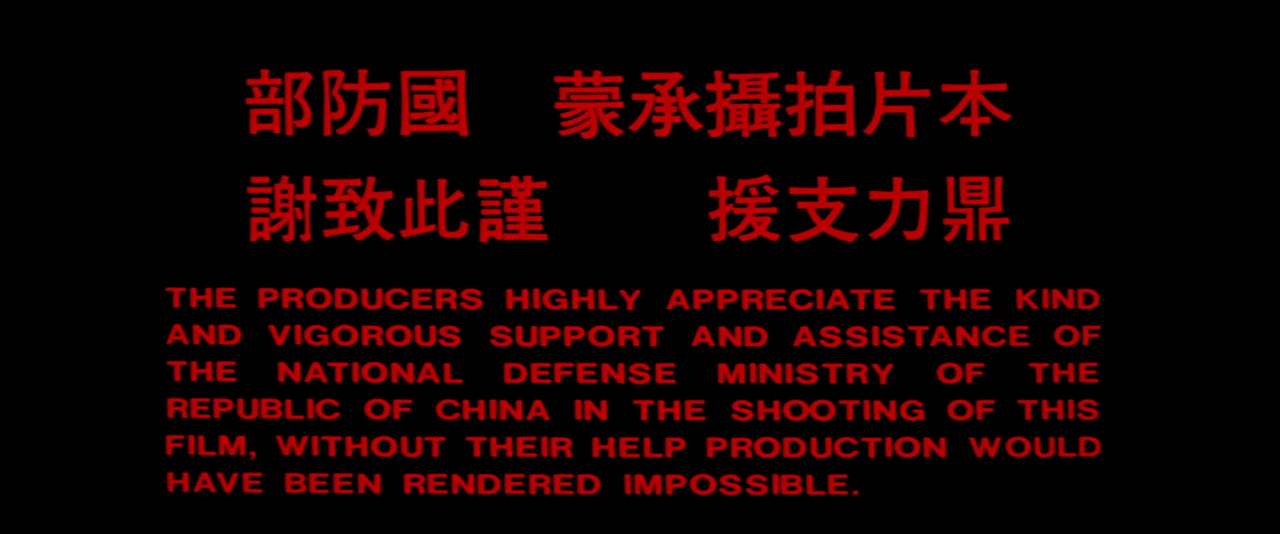 本片拍攝承蒙　國防部
鼎力支援　　謹此致謝
THE PRODUCERS HIGHLY APPRECIATE THE KIND
AND VIGOROUS SUPPORT AND ASSISTANCE OF
THE NATIONAL DEFENSE MINISTRY OF THE
REPUBLIC OF CHINA IN THE SHOOTING OF THIS
FILM, WITHOUT THEIR HELP PRODUCTION WOULD
HAVE BEEN RENDERED IMPOSSIBLE.